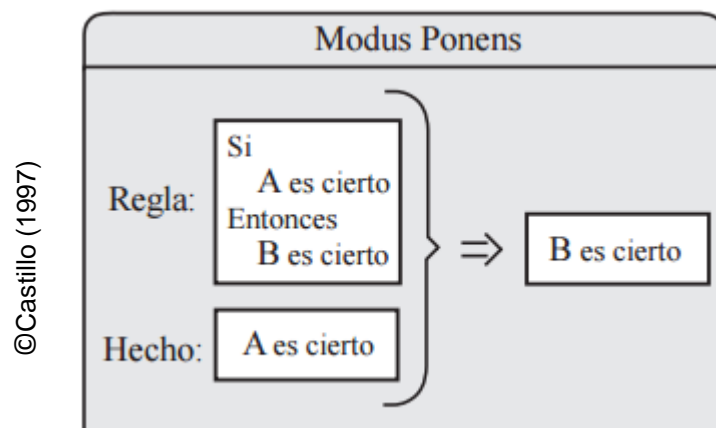 Modus Ponens
Regla:
Si
A es cierto
Entonces
B es cierto
⇒
B es cierto
Hecho:
A es cierto
©Castillo (1997)